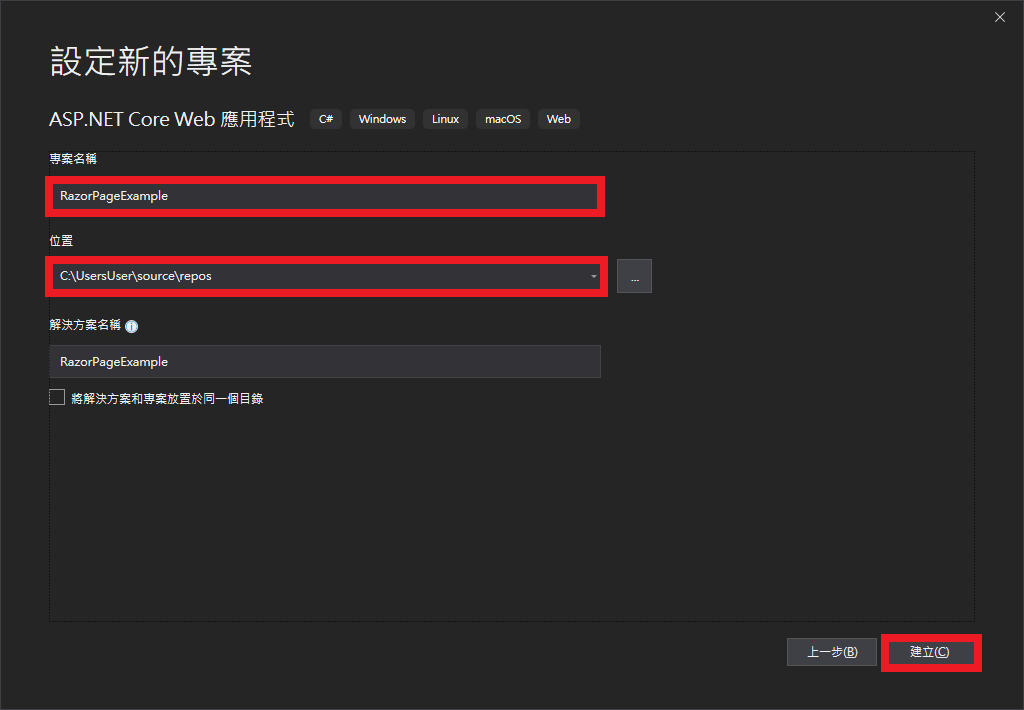 設定新的專案
ASP.NET Core Web 應用程式 C# Windows Linux macOS Web
專案名稱
RazorPageExample
位置
C:\UsersUser\source\repos
...
解決方案名稱
RazorPageExample
將解決方案和專案放置於同一個目錄
上一步(B) 建立(C)